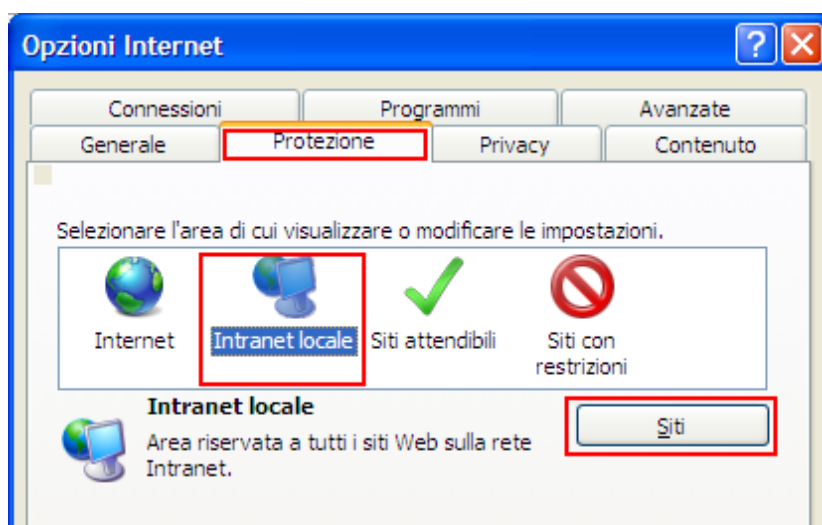 Opzioni Internet
Connessioni Programmi Avanzate
Generale Protezione Privacy Contenuto
Selezionare l'area di cui visualizzare o modificare le impostazioni.
Internet Intranet locale Siti attendibili Siti con
restrizioni
Intranet locale
Siti
Area riservata a tutti i siti Web sulla rete
Intranet.